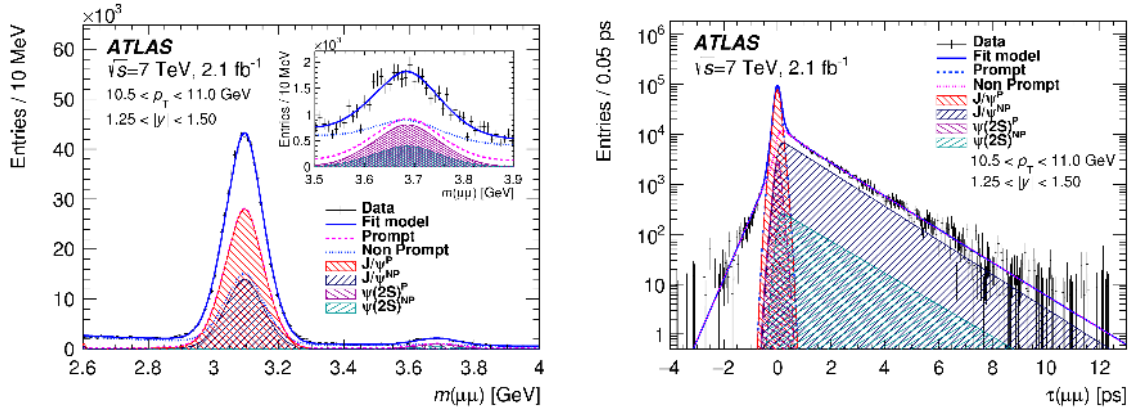 ×10³
ATLAS
√s=7 TeV, 2.1 fb⁻¹
10.5 < p_T < 11.0 GeV
1.25 < |y| < 1.50
Entries / 10 MeV
60
50
40
30
20
10
0
2.6 2.8 3 3.2 3.4 3.6 3.8 4
m(μμ) [GeV]
×10³
Entries / 10 MeV
2
1.5
1
0.5
0
3.5 3.6 3.7 3.8 3.9
m(μμ) [GeV]
Data
Fit model
Prompt
Non Prompt
J/ψᴾ
J/ψᴺᴾ
ψ(2S)ᴾ
ψ(2S)ᴺᴾ
Entries / 0.05 ps
10⁶
10⁵
10⁴
10³
10²
10
1
ATLAS
√s=7 TeV, 2.1 fb⁻¹
Data
Fit model
Prompt
Non Prompt
J/ψᴾ
J/ψᴺᴾ
ψ(2S)ᴾ
ψ(2S)ᴺᴾ
10.5 < p_T < 11.0 GeV
1.25 < |y| < 1.50
−4 −2 0 2 4 6 8 10 12
τ(μμ) [ps]